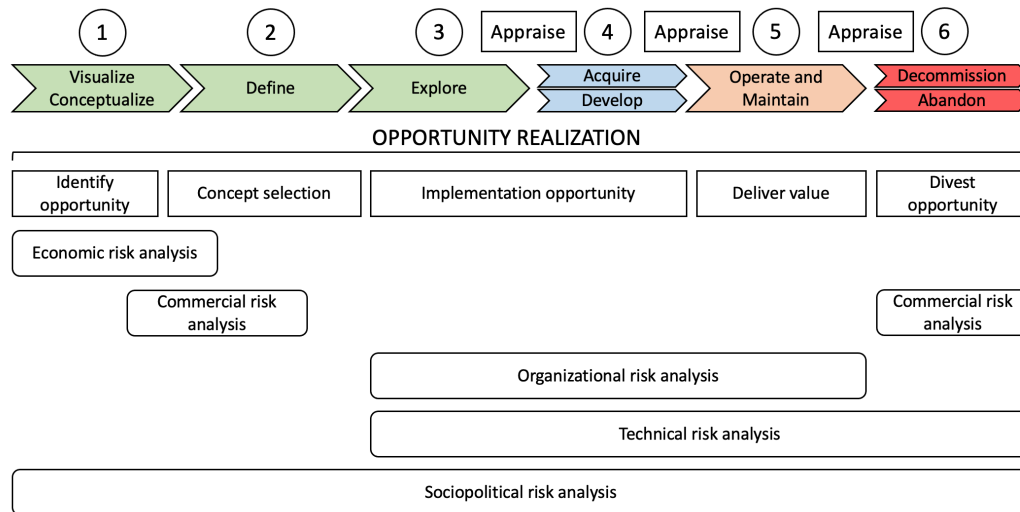 1
2
3
Appraise
4
Appraise
5
Appraise
6
Visualize
Conceptualize
Define
Explore
Acquire
Develop
Operate and
Maintain
Decommission
Abandon
OPPORTUNITY REALIZATION
Identify
opportunity
Concept selection
Implementation opportunity
Deliver value
Divest
opportunity
Economic risk analysis
Commercial risk
analysis
Commercial risk
analysis
Organizational risk analysis
Technical risk analysis
Sociopolitical risk analysis